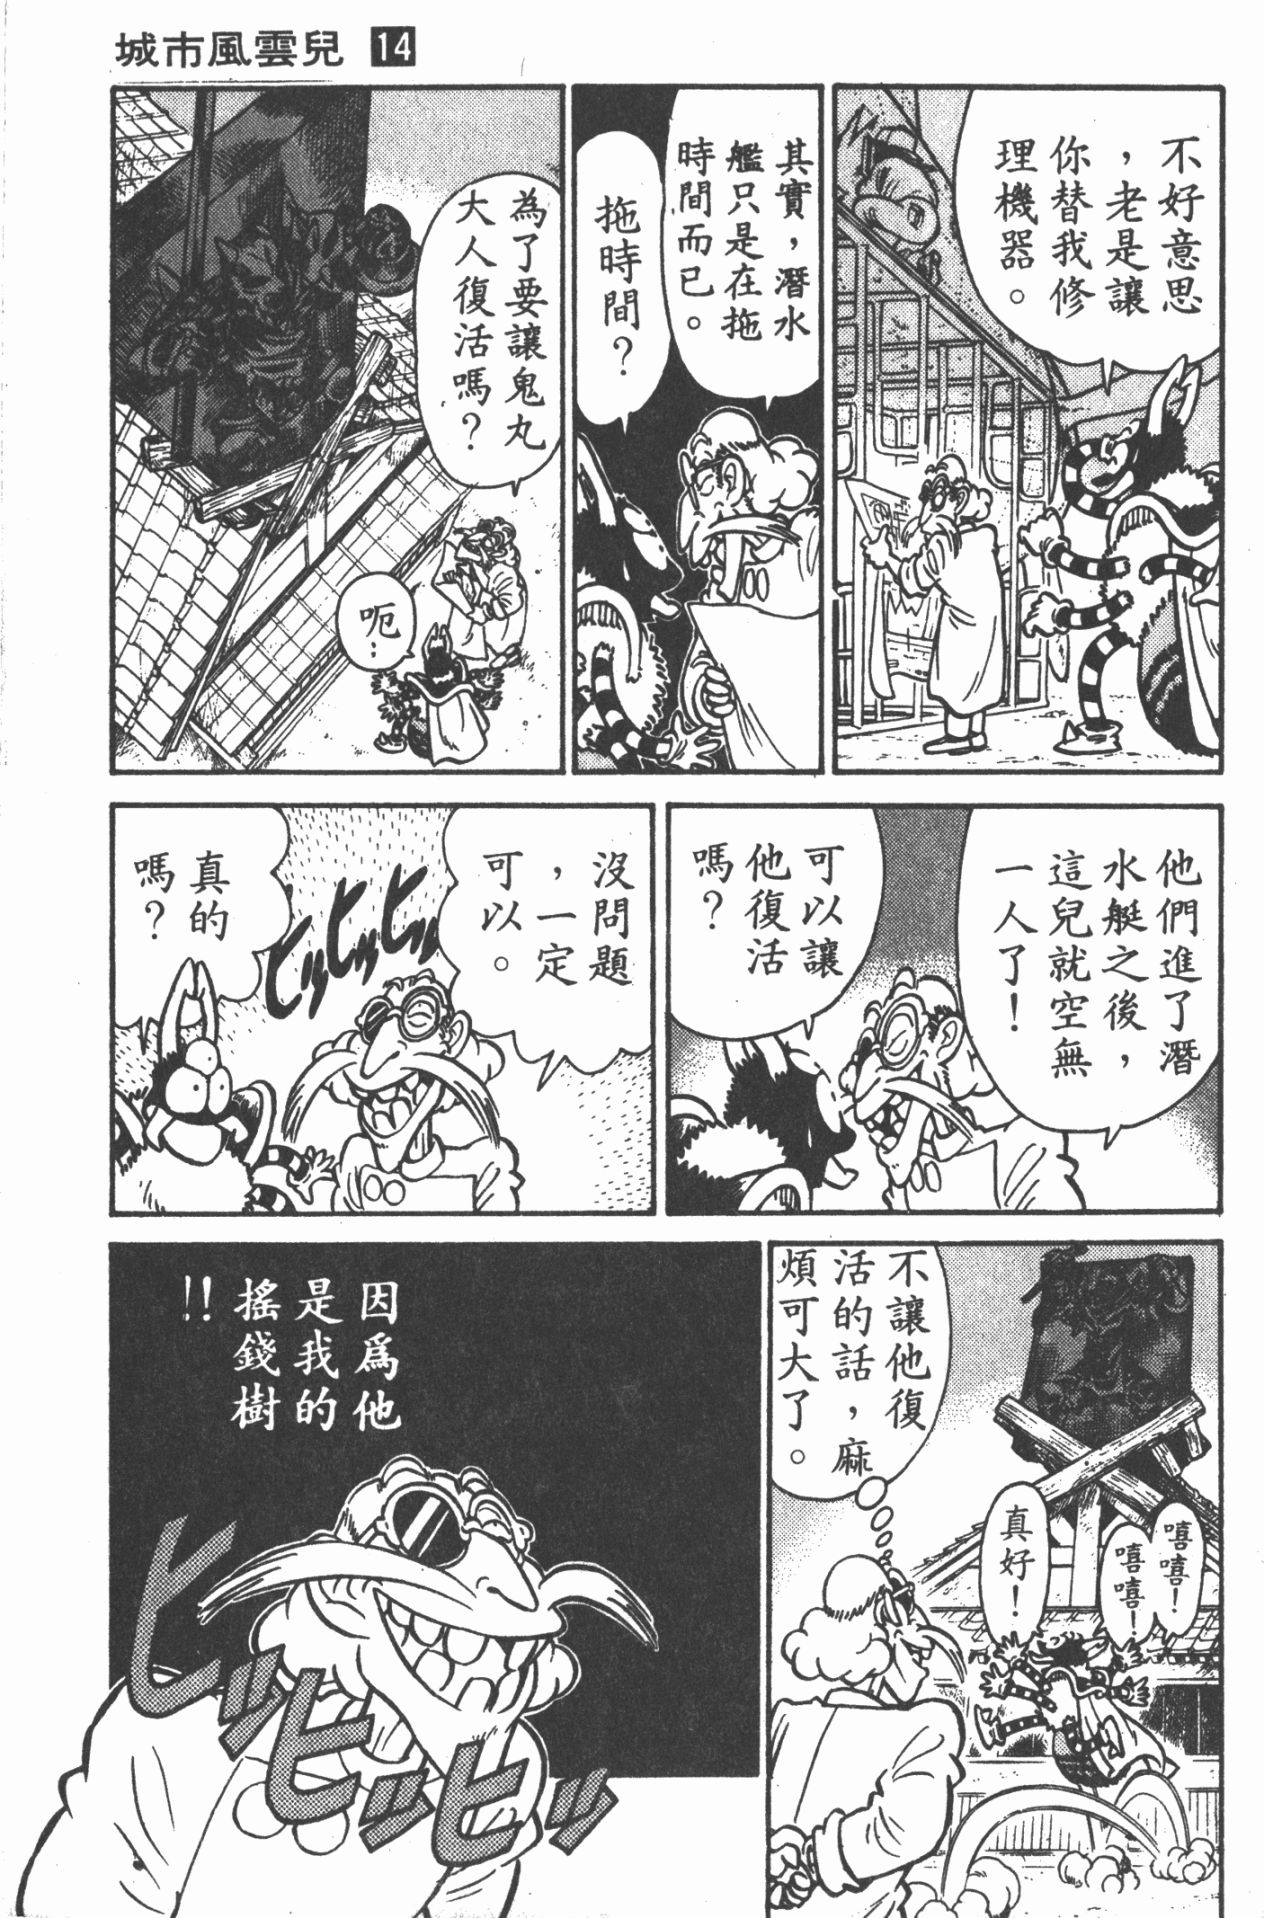 城市風雲兒 14
不好意思
，老是讓
你替我修
理機器。
其實，潛水
艦只是在拖
時間而已。
拖時間？
為了要讓鬼丸
大人復活嗎？
呃…
他們進了潛
水艇之後，
這兒就空無
一人了！
可以讓
他復活
嗎？
沒問題
，一定
可以。
ヒッヒッヒッ
真的
嗎？
不讓他復
活的話，麻
煩可大了。
嘻嘻！
嘻嘻！
真好！
因爲他
是我的
搖錢樹
！！
ヒッヒッヒッ